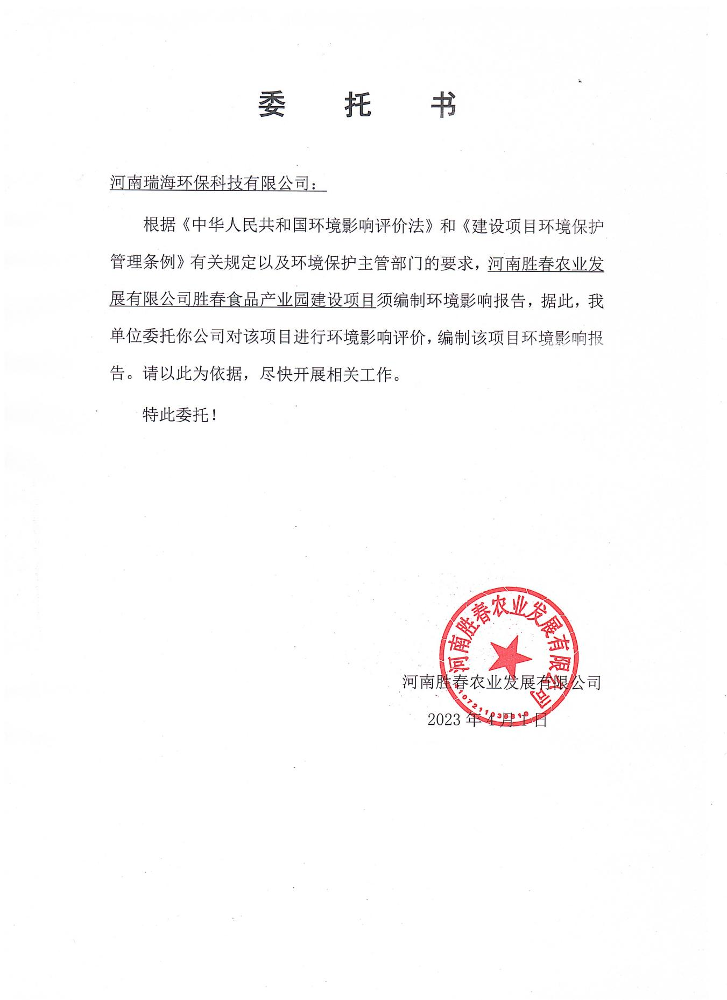 委 托 书
河南瑞海环保科技有限公司：
根据《中华人民共和国环境影响评价法》和《建设项目环境保护
管理条例》有关规定以及环境保护主管部门的要求，河南胜春农业发
展有限公司胜春食品产业园建设项目须编制环境影响报告，据此，我
单位委托你公司对该项目进行环境影响评价，编制该项目环境影响报
告。请以此为依据，尽快开展相关工作。
特此委托！
河南胜春农业发展有限公司
河南胜春农业发展有限公司
2023 年 4 月 1 日